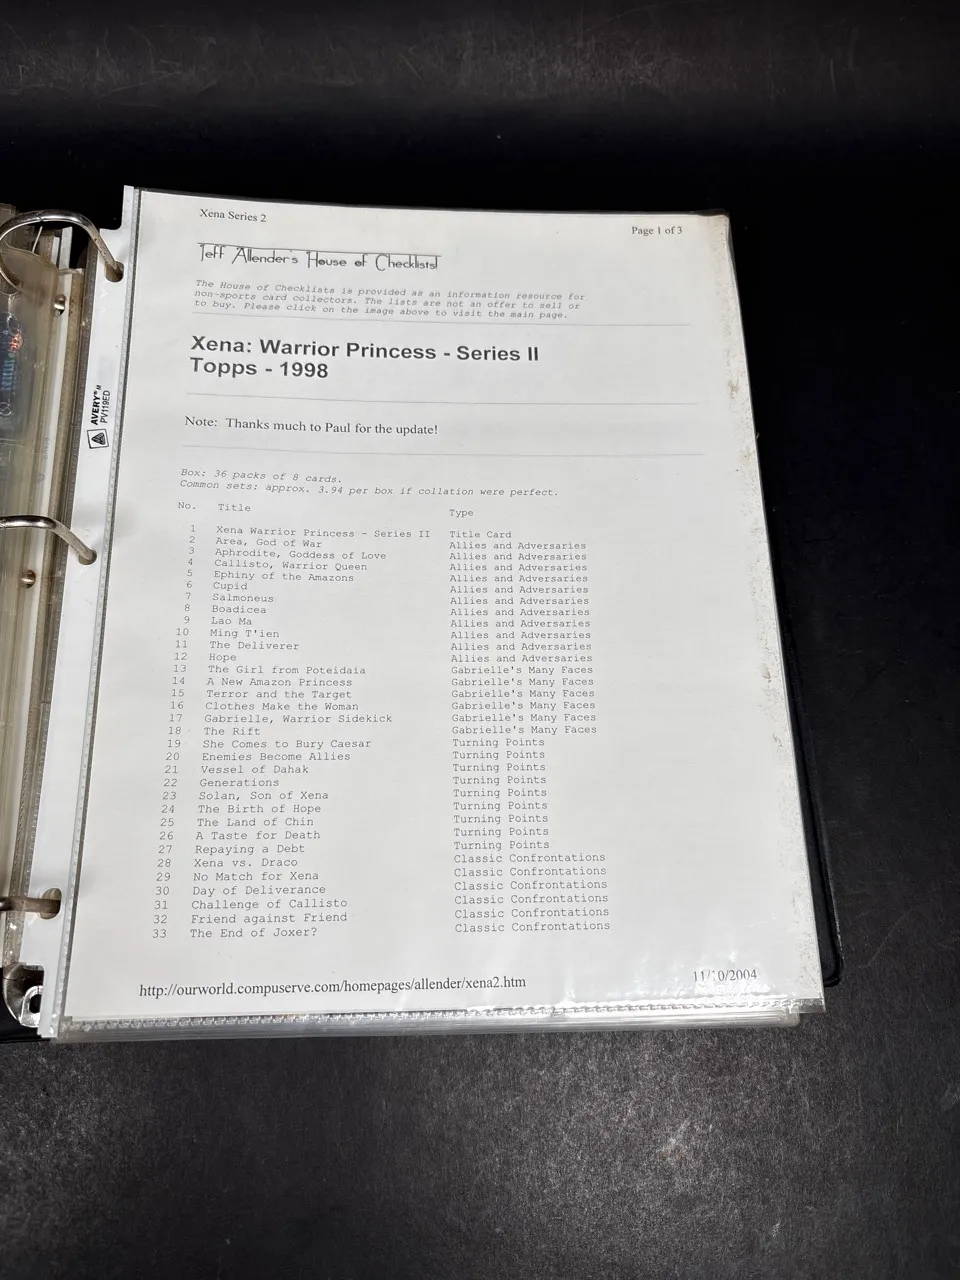 Xena Series 2
Page 1 of 3
Jeff Allender's House of Checklists!
The House of Checklists is provided as an information resource for
non-sports card collectors. The lists are not an offer to sell or
to buy. Please click on the image above to visit the main page.
Xena: Warrior Princess - Series II
Topps - 1998
Note: Thanks much to Paul for the update!
Box: 36 packs of 8 cards.
Common sets: approx. 3.94 per box if collation were perfect.
No. Title Type
1 Xena Warrior Princess - Series II Title Card
2 Area, God of War Allies and Adversaries
3 Aphrodite, Goddess of Love Allies and Adversaries
4 Callisto, Warrior Queen Allies and Adversaries
5 Ephiny of the Amazons Allies and Adversaries
6 Cupid Allies and Adversaries
7 Salmoneus Allies and Adversaries
8 Boadicea Allies and Adversaries
9 Lao Ma Allies and Adversaries
10 Ming T'ien Allies and Adversaries
11 The Deliverer Allies and Adversaries
12 Hope Allies and Adversaries
13 The Girl from Poteidaia Gabrielle's Many Faces
14 A New Amazon Princess Gabrielle's Many Faces
15 Terror and the Target Gabrielle's Many Faces
16 Clothes Make the Woman Gabrielle's Many Faces
17 Gabrielle, Warrior Sidekick Gabrielle's Many Faces
18 The Rift Gabrielle's Many Faces
19 She Comes to Bury Caesar Turning Points
20 Enemies Become Allies Turning Points
21 Vessel of Dahak Turning Points
22 Generations Turning Points
23 Solan, Son of Xena Turning Points
24 The Birth of Hope Turning Points
25 The Land of Chin Turning Points
26 A Taste for Death Turning Points
27 Repaying a Debt Turning Points
28 Xena vs. Draco Classic Confrontations
29 No Match for Xena Classic Confrontations
30 Day of Deliverance Classic Confrontations
31 Challenge of Callisto Classic Confrontations
32 Friend against Friend Classic Confrontations
33 The End of Joxer? Classic Confrontations
http://ourworld.compuserve.com/homepages/allender/xena2.htm
11/10/2004
AVERY™
PV119ED